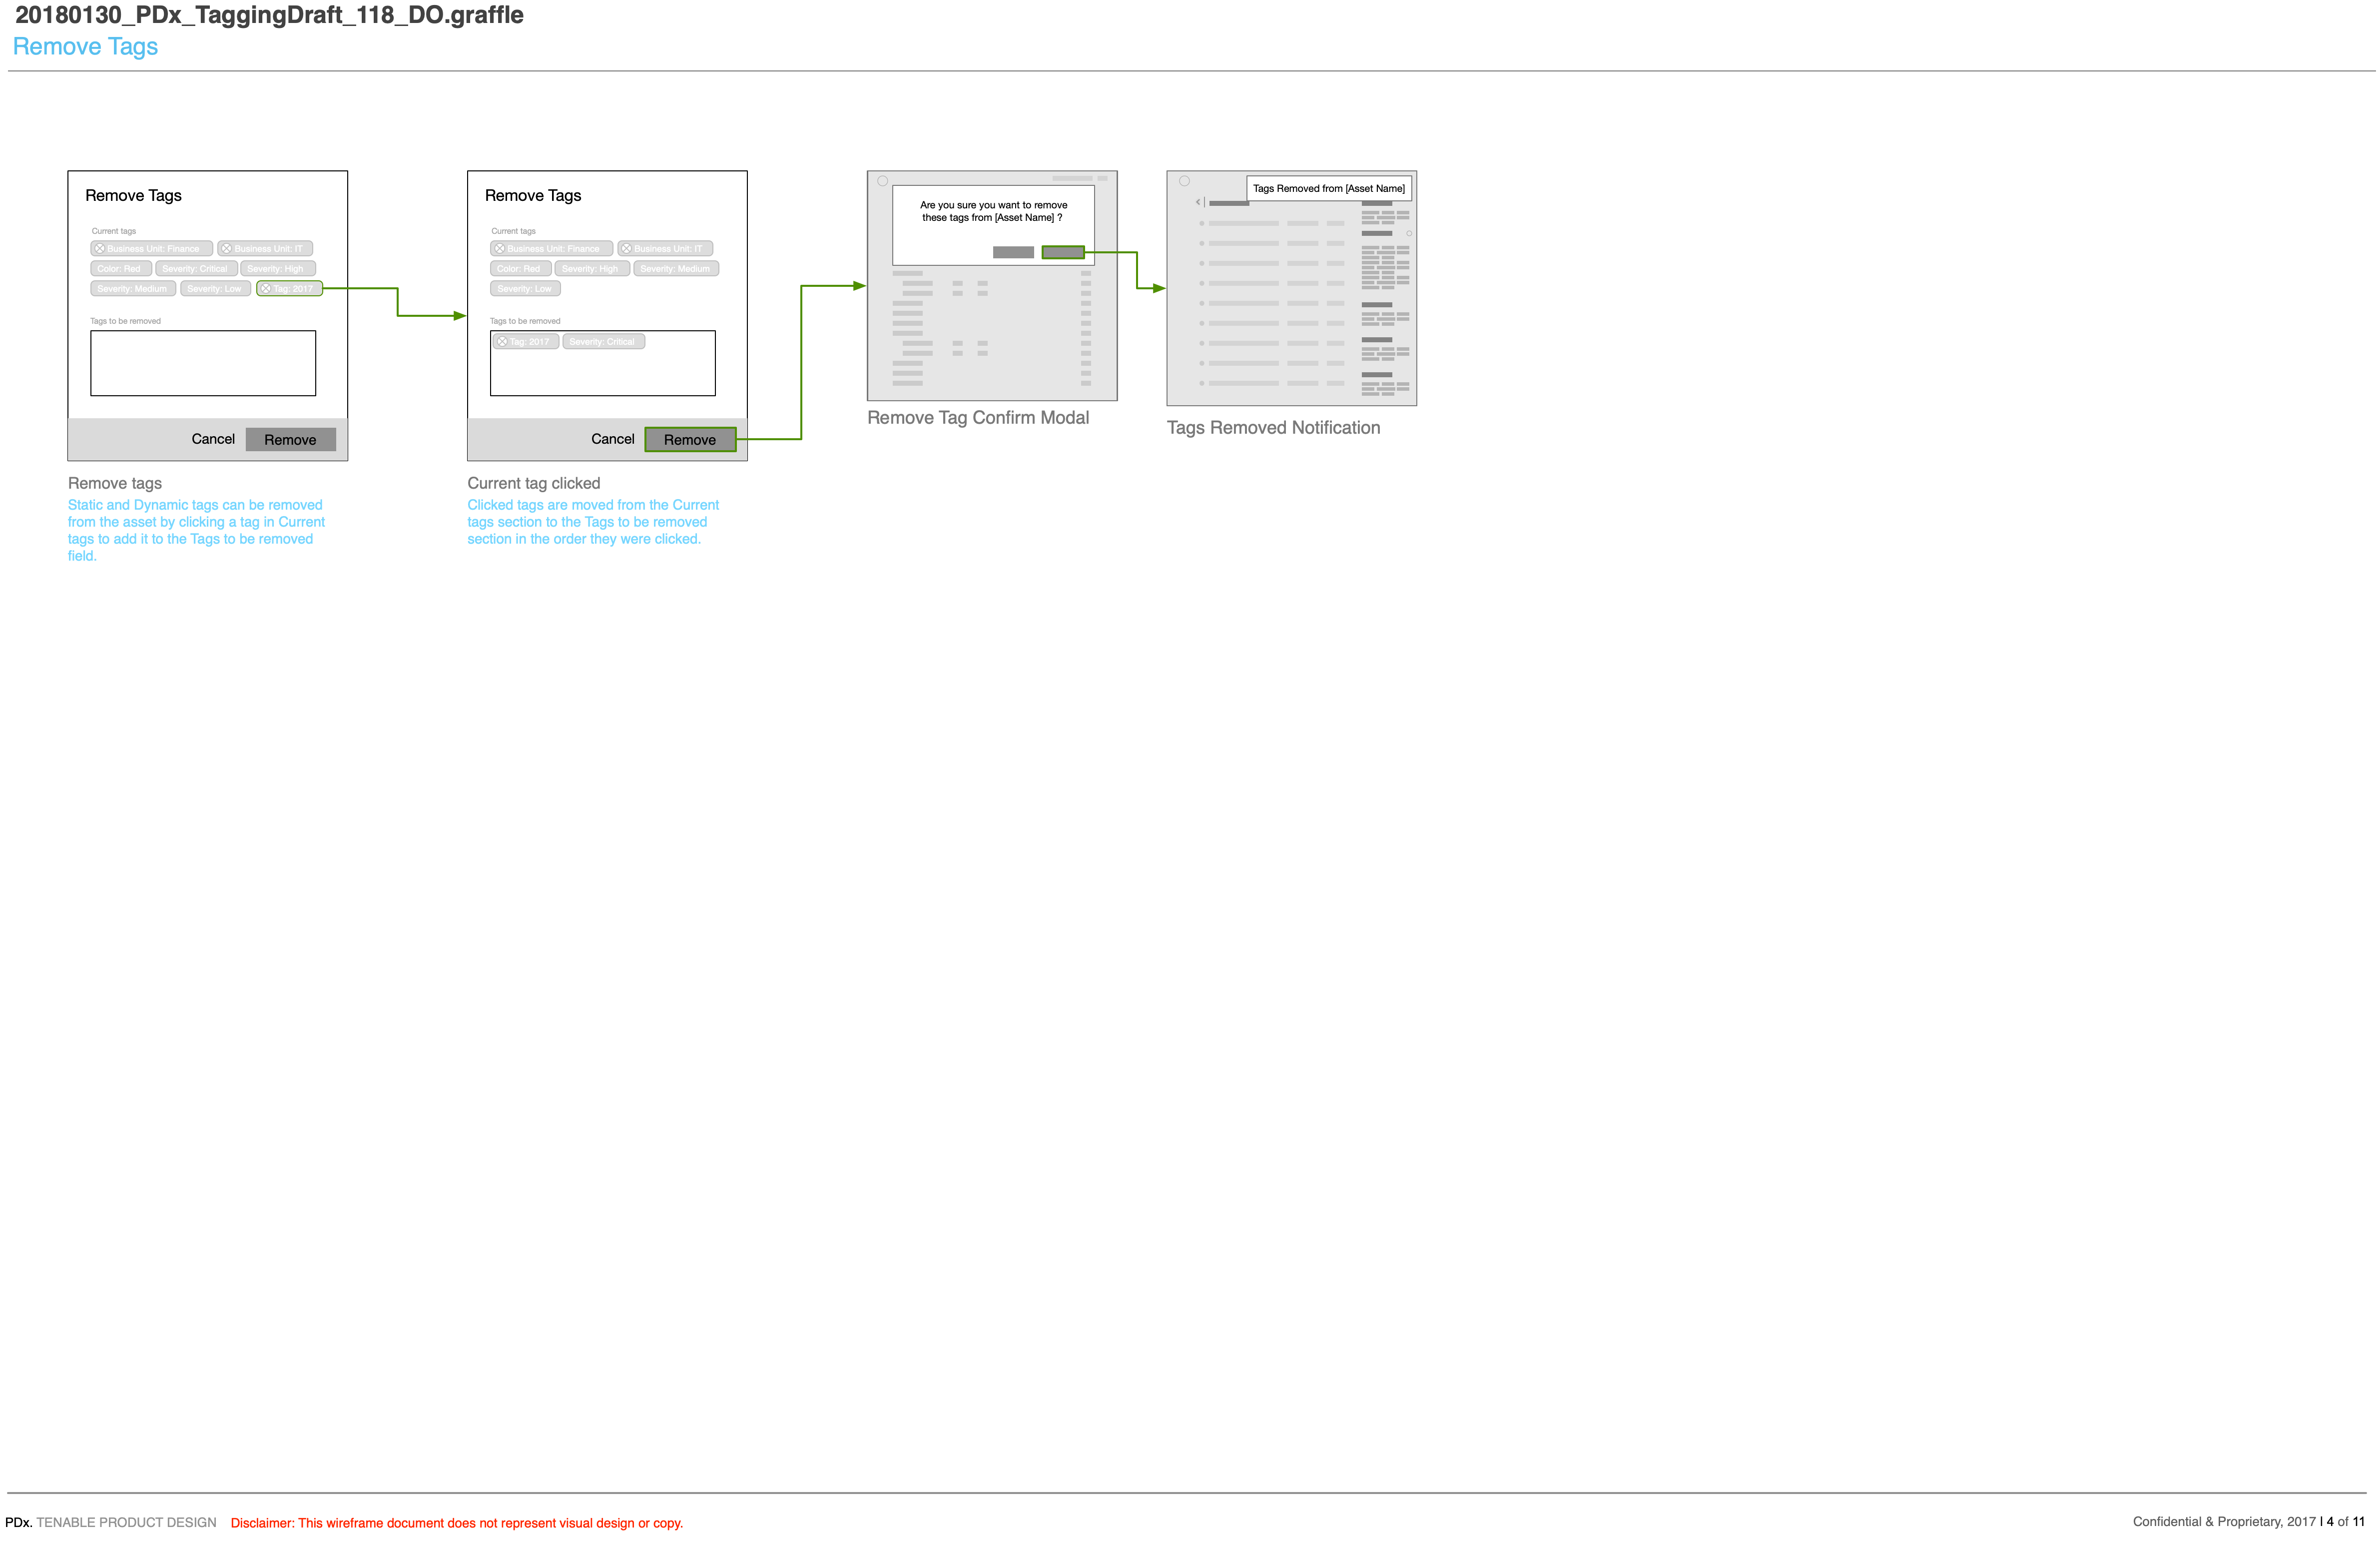 20180130_PDx_TaggingDraft_118_DO.graffle
Remove Tags
Remove Tags
Current tags
Business Unit: Finance
Business Unit: IT
Color: Red
Severity: Critical
Severity: High
Severity: Medium
Severity: Low
Tag: 2017
Tags to be removed
Cancel
Remove
Remove tags
Static and Dynamic tags can be removed
from the asset by clicking a tag in Current
tags to add it to the Tags to be removed
field.
Remove Tags
Current tags
Business Unit: Finance
Business Unit: IT
Color: Red
Severity: High
Severity: Medium
Severity: Low
Tags to be removed
Tag: 2017
Severity: Critical
Cancel
Remove
Current tag clicked
Clicked tags are moved from the Current
tags section to the Tags to be removed
section in the order they were clicked.
Are you sure you want to remove
these tags from [Asset Name] ?
Remove Tag Confirm Modal
Tags Removed from [Asset Name]
Tags Removed Notification
PDx. TENABLE PRODUCT DESIGN
Disclaimer: This wireframe document does not represent visual design or copy.
Confidential & Proprietary, 2017 | 4 of 11